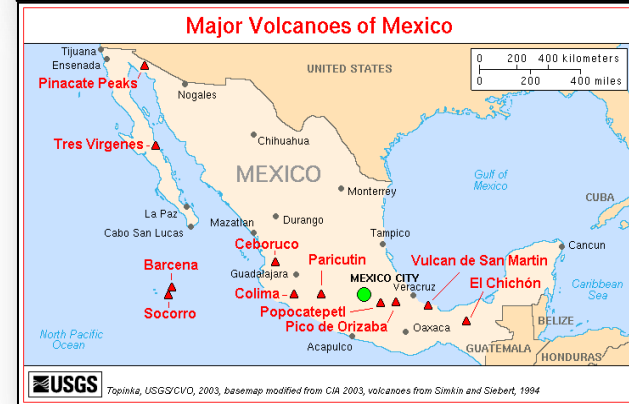 Major Volcanoes of Mexico
Tijuana
Ensenada
Pinacate Peaks
Nogales
UNITED STATES
0 200 400 kilometers
0 200 400 miles
Tres Virgenes
Chihuahua
MEXICO
Monterrey
Gulf of
Mexico
CUBA
La Paz
Cabo San Lucas
Mazatlan
Durango
Tampico
Ceboruco
Cancun
Barcena
Guadalajara
Paricutin
MEXICO CITY
Vulcan de San Martin
Veracruz
El Chichón
Caribbean
Sea
Colima
Socorro
Popocatepetl
Pico de Orizaba
Oaxaca
BELIZE
North Pacific
Ocean
Acapulco
GUATEMALA
HONDURAS
USGS
Topinka, USGS/CVO, 2003, basemap modified from CIA 2003, volcanoes from Simkin and Siebert, 1994